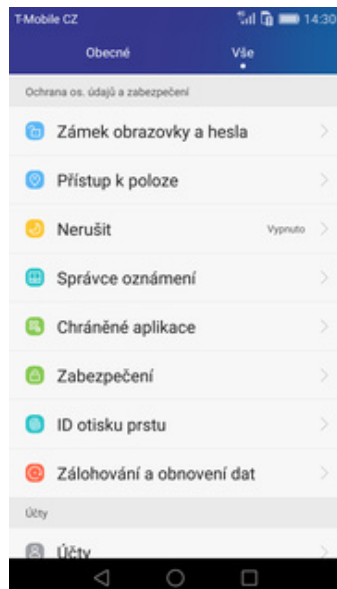 T-Mobile CZ 14:30
Obecné Vše
Ochrana os. údajů a zabezpečení
Zámek obrazovky a hesla
Přístup k poloze
Nerušit Vypnuto
Správce oznámení
Chráněné aplikace
Zabezpečení
ID otisku prstu
Zálohování a obnovení dat
Účty
Účty